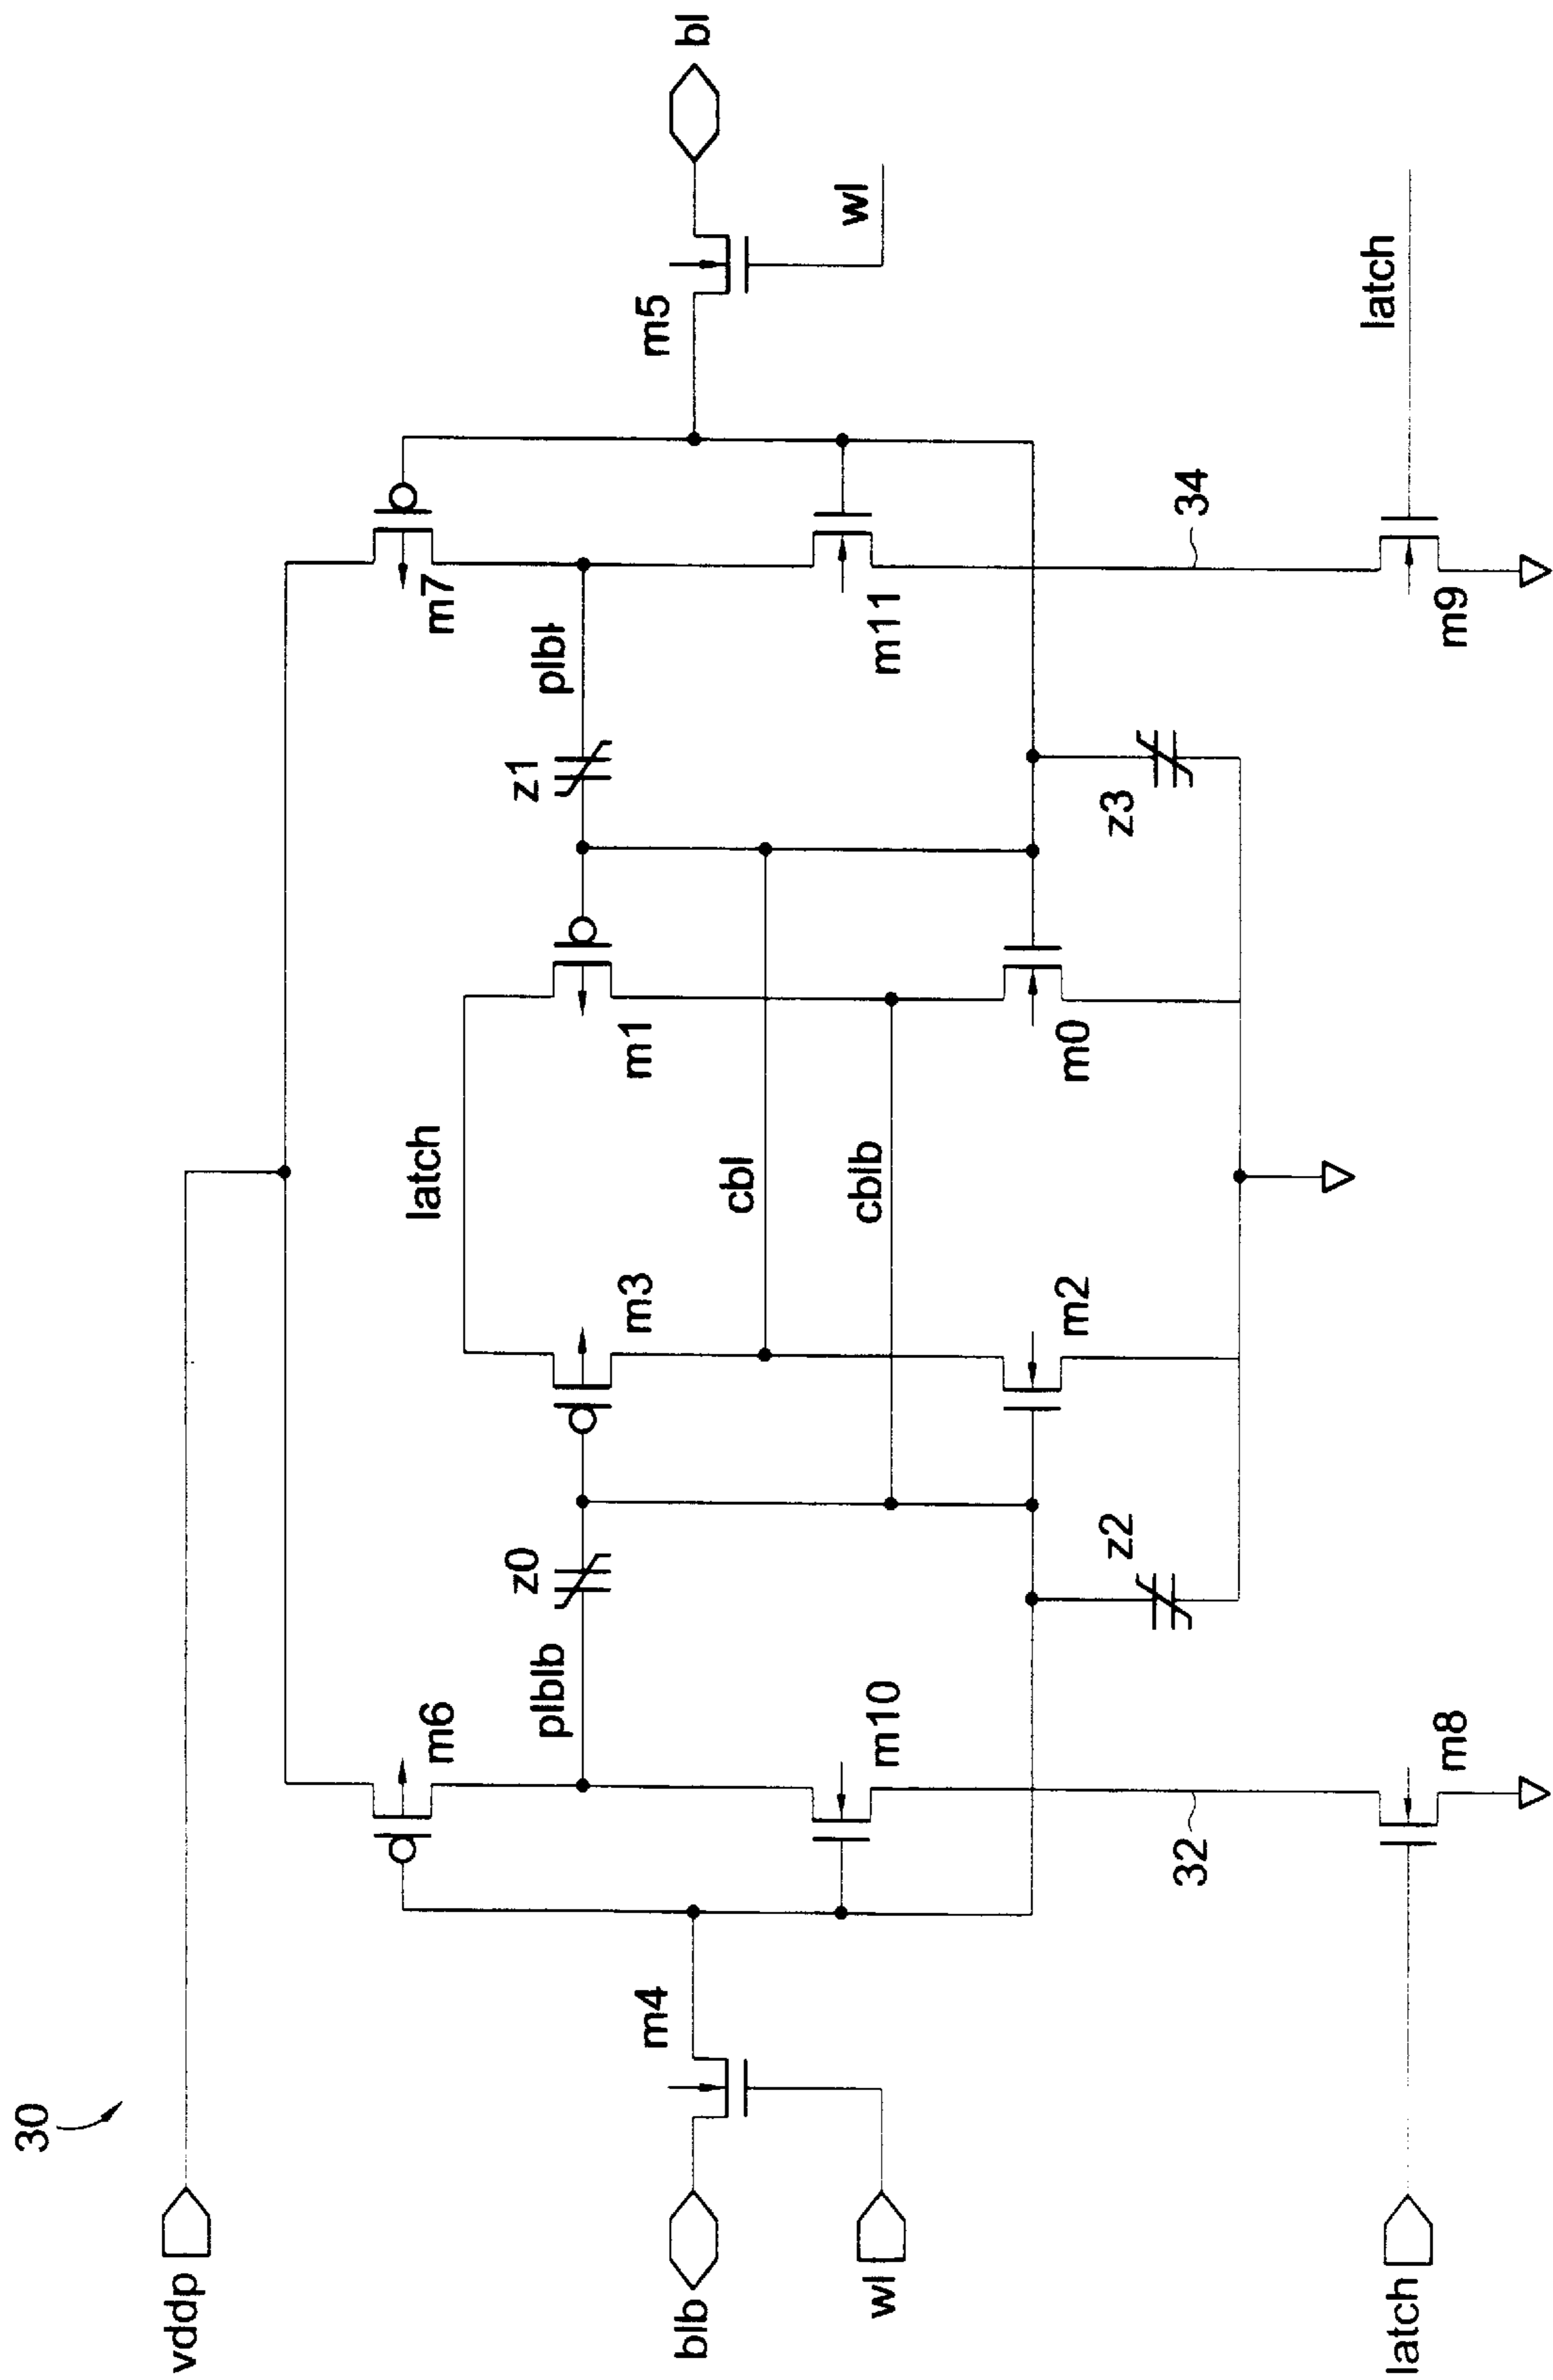 30
vddp
m6
latch
m7
z0
z1
plblb
plbl
m3
m1
m4
m5
blb
bl
cbl
cblb
wl
wl
m10
m11
m2
m0
z2
z3
32
34
latch
latch
m8
m9